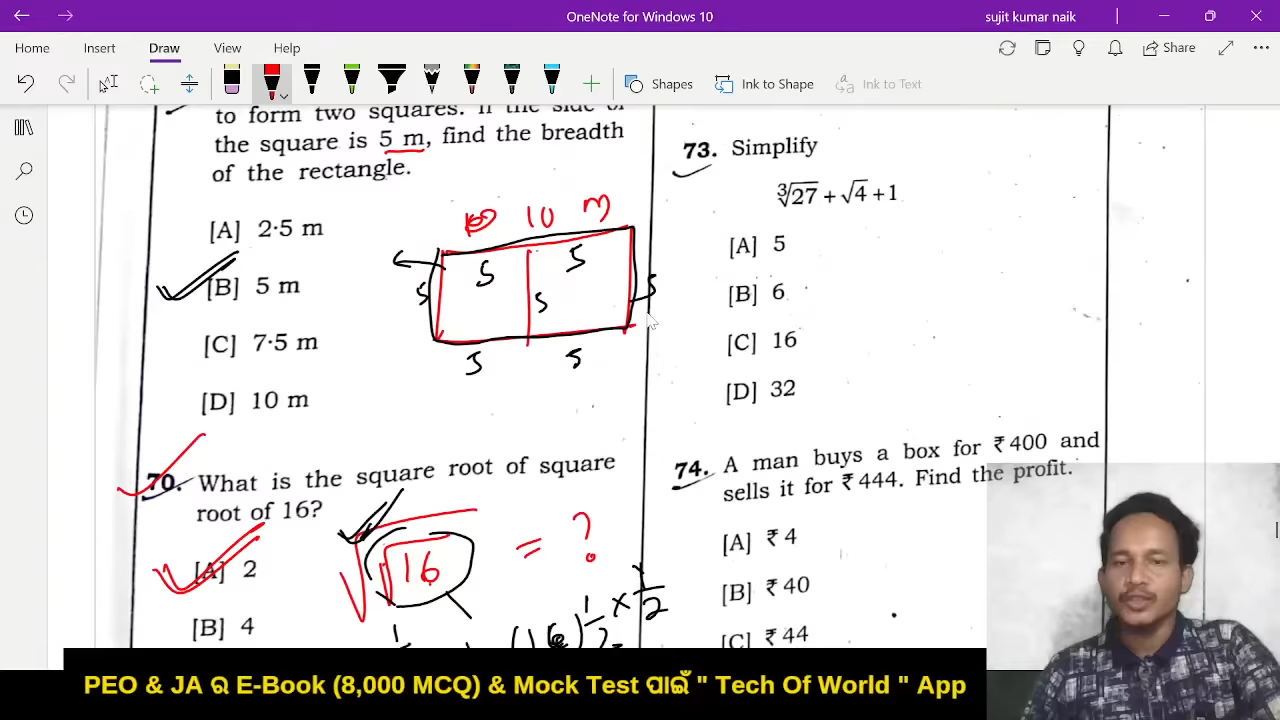 OneNote for Windows 10
sujit kumar naik
Home Insert Draw View Help
Share
Shapes Ink to Shape Ink to Text
to form two squares. If the side of
the square is 5 m, find the breadth
of the rectangle.
[A] 2·5 m
[B] 5 m
[C] 7·5 m
[D] 10 m
10 m
5 5
5 5 5
5 5
70. What is the square root of square
root of 16?
[A] 2
[B] 4
√√16 = ?
(16)^1/2 × 1/2
73. Simplify
∛27 + √4 + 1
[A] 5
[B] 6
[C] 16
[D] 32
74. A man buys a box for ₹ 400 and
sells it for ₹ 444. Find the profit.
[A] ₹ 4
[B] ₹ 40
[C] ₹ 44
PEO & JA ର E-Book (8,000 MCQ) & Mock Test ପାଇଁ " Tech Of World " App